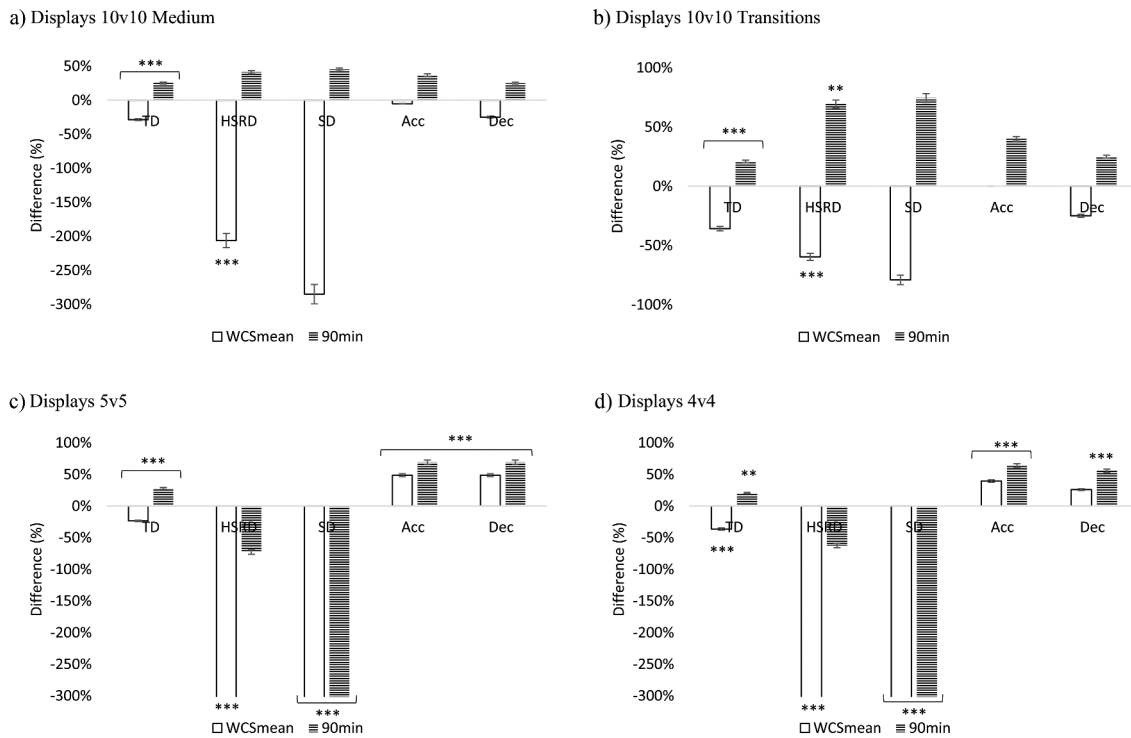 a) Displays 10v10 Medium
50%
0%
-50%
-100%
-150%
-200%
-250%
-300%
Difference (%)
***
TD
HSRD
SD
Acc
Dec
***
WCSmean
90min
b) Displays 10v10 Transitions
100%
50%
0%
-50%
-100%
Difference (%)
***
**
TD
HSRD
SD
Acc
Dec
***
WCSmean
90min
c) Displays 5v5
100%
50%
0%
-50%
-100%
-150%
-200%
-250%
-300%
Difference (%)
***
***
TD
HSRD
SD
Acc
Dec
***
***
WCSmean
90min
d) Displays 4v4
100%
50%
0%
-50%
-100%
-150%
-200%
-250%
-300%
Difference (%)
**
***
***
TD
HSRD
SD
Acc
Dec
***
***
***
WCSmean
90min